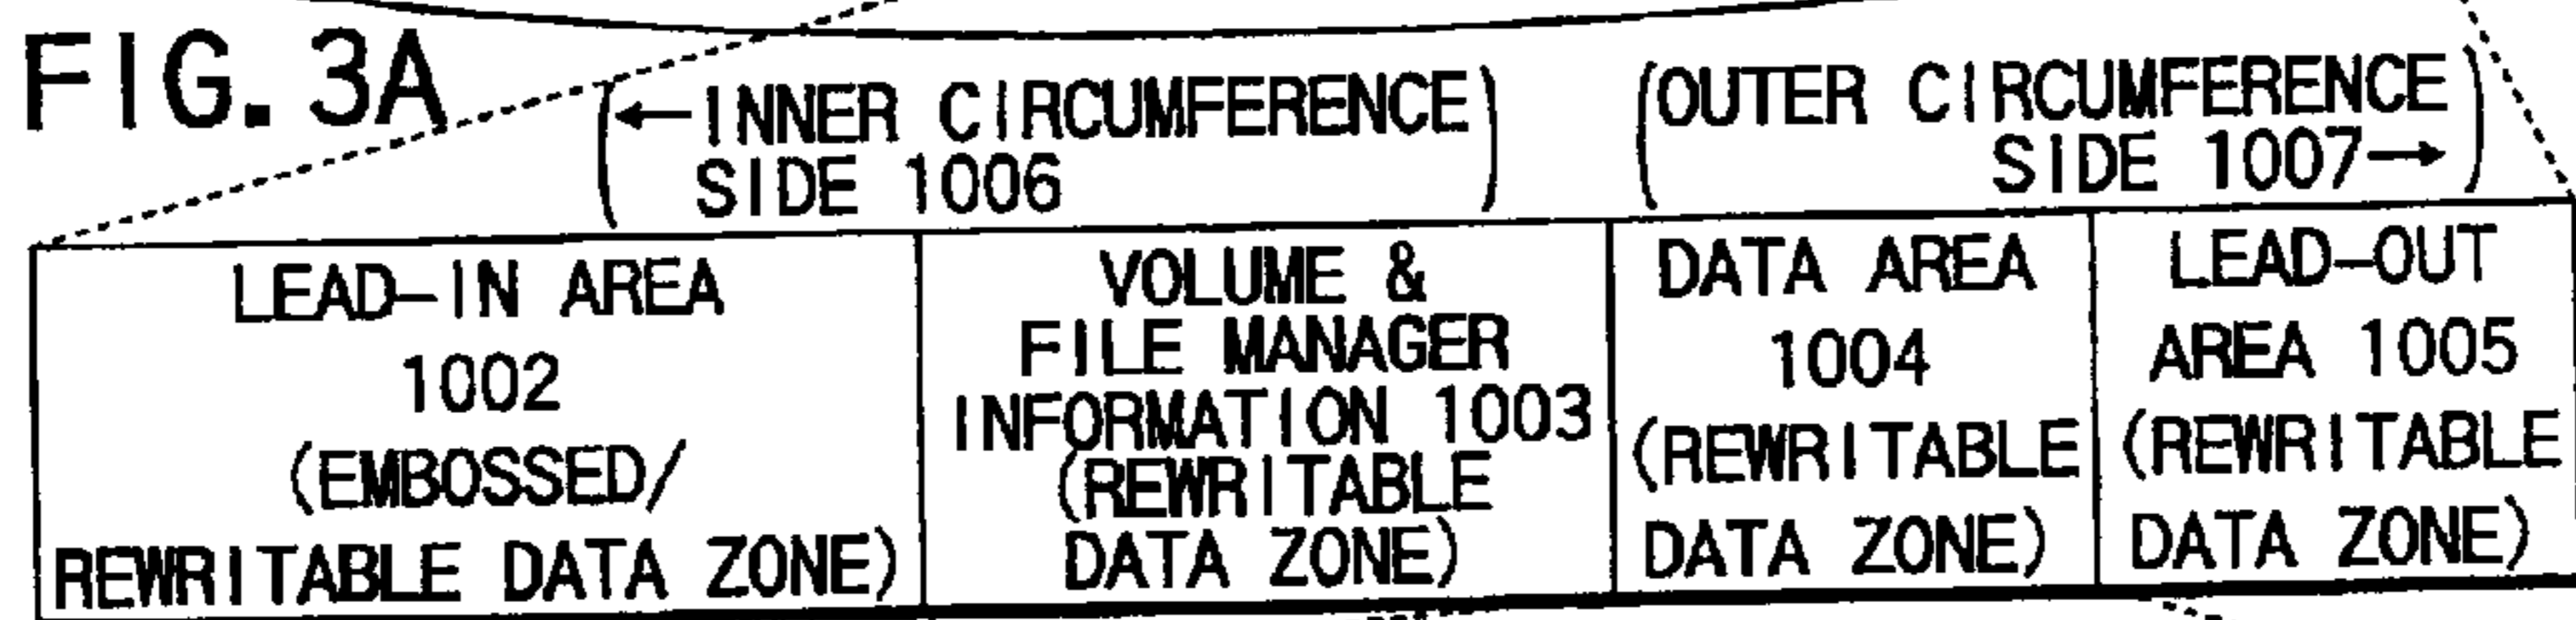 FIG. 3A
(←INNER CIRCUMFERENCE
SIDE 1006)
(OUTER CIRCUMFERENCE
SIDE 1007→)
LEAD-IN AREA
1002
(EMBOSSED/
REWRITABLE DATA ZONE)
VOLUME &
FILE MANAGER
INFORMATION 1003
(REWRITABLE
DATA ZONE)
DATA AREA
1004
(REWRITABLE
DATA ZONE)
LEAD-OUT
AREA 1005
(REWRITABLE
DATA ZONE)